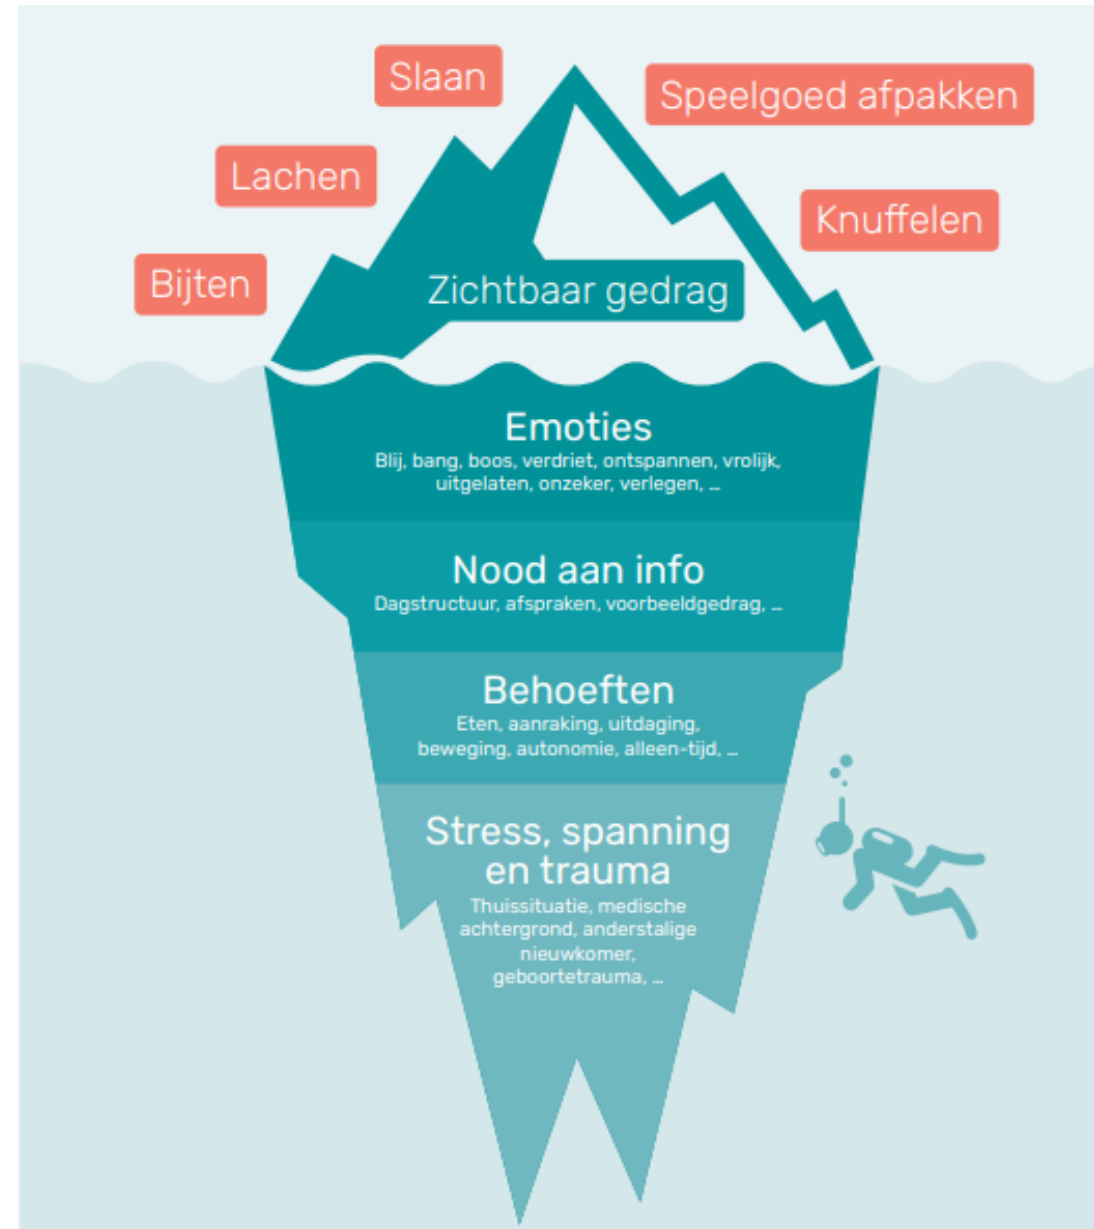 Slaan
Speelgoed afpakken
Lachen
Knuffelen
Bijten
Zichtbaar gedrag
Emoties
Blij, bang, boos, verdriet, ontspannen, vrolijk,
uitgelaten, onzeker, verlegen, …
Nood aan info
Dagstructuur, afspraken, voorbeeldgedrag, …
Behoeften
Eten, aanraking, uitdaging,
beweging, autonomie, alleen-tijd, …
Stress, spanning
en trauma
Thuissituatie, medische
achtergrond, anderstalige
nieuwkomer,
geboortetrauma, …